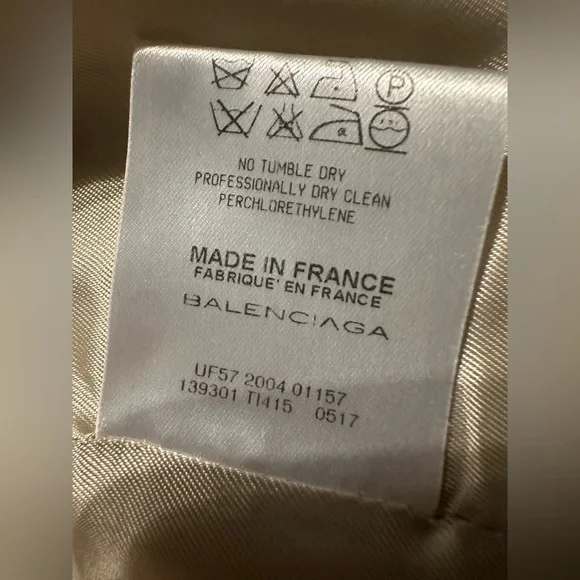 P
a
NO TUMBLE DRY
PROFESSIONALLY DRY CLEAN
PERCHLORETHYLENE
MADE IN FRANCE
FABRIQUE' EN FRANCE
BALENCIAGA
UF57 2004 01157
139301 TI415 0517